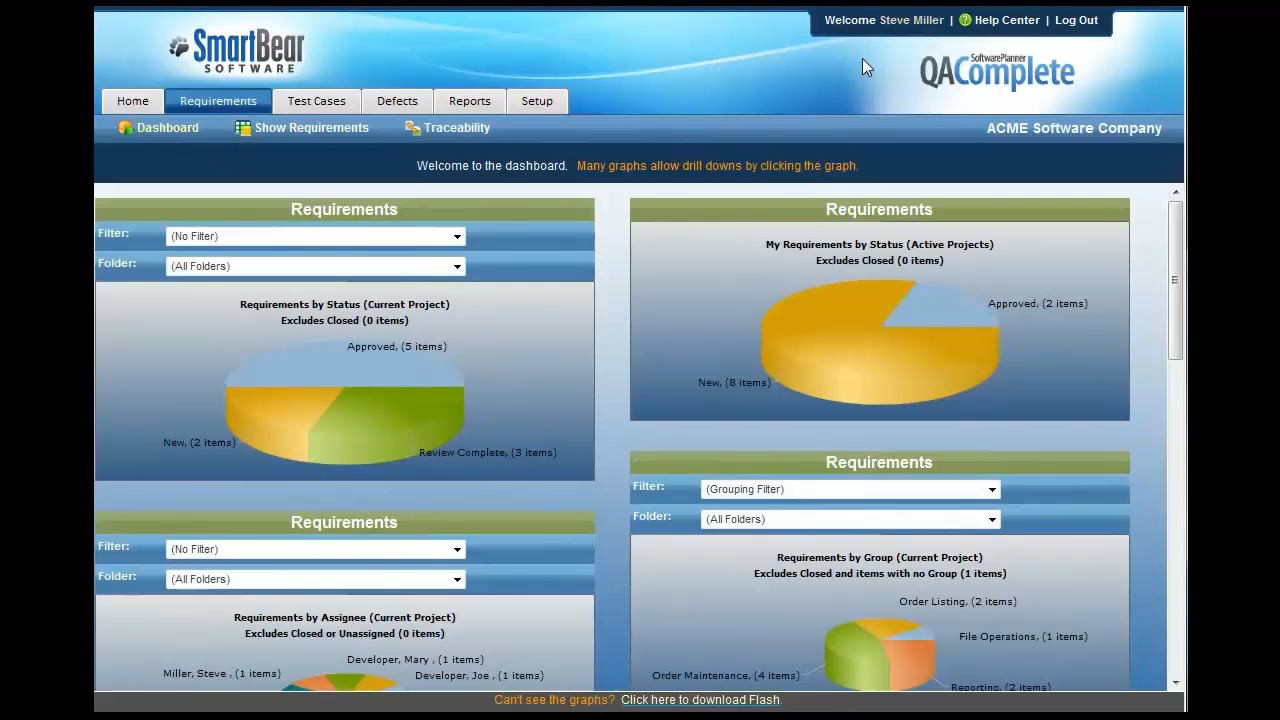 Welcome Steve Miller | Help Center | Log Out
SmartBear
SOFTWARE
SoftwarePlanner
QAComplete
Home Requirements Test Cases Defects Reports Setup
Dashboard Show Requirements Traceability ACME Software Company
Welcome to the dashboard. Many graphs allow drill downs by clicking the graph.
Requirements
Filter: (No Filter)
Folder: (All Folders)
Requirements by Status (Current Project)
Excludes Closed (0 items)
Approved, (5 items)
New, (2 items)
Review Complete, (3 items)
Requirements
My Requirements by Status (Active Projects)
Excludes Closed (0 items)
Approved, (2 items)
New, (8 items)
Requirements
Filter: (No Filter)
Folder: (All Folders)
Requirements by Assignee (Current Project)
Excludes Closed or Unassigned (0 items)
Developer, Mary , (1 items)
Miller, Steve , (1 items)
Developer, Joe , (1 items)
Requirements
Filter: (Grouping Filter)
Folder: (All Folders)
Requirements by Group (Current Project)
Excludes Closed and items with no Group (1 items)
Order Listing, (2 items)
File Operations, (1 items)
Order Maintenance, (4 items)
Reporting, (2 items)
Can't see the graphs? Click here to download Flash.